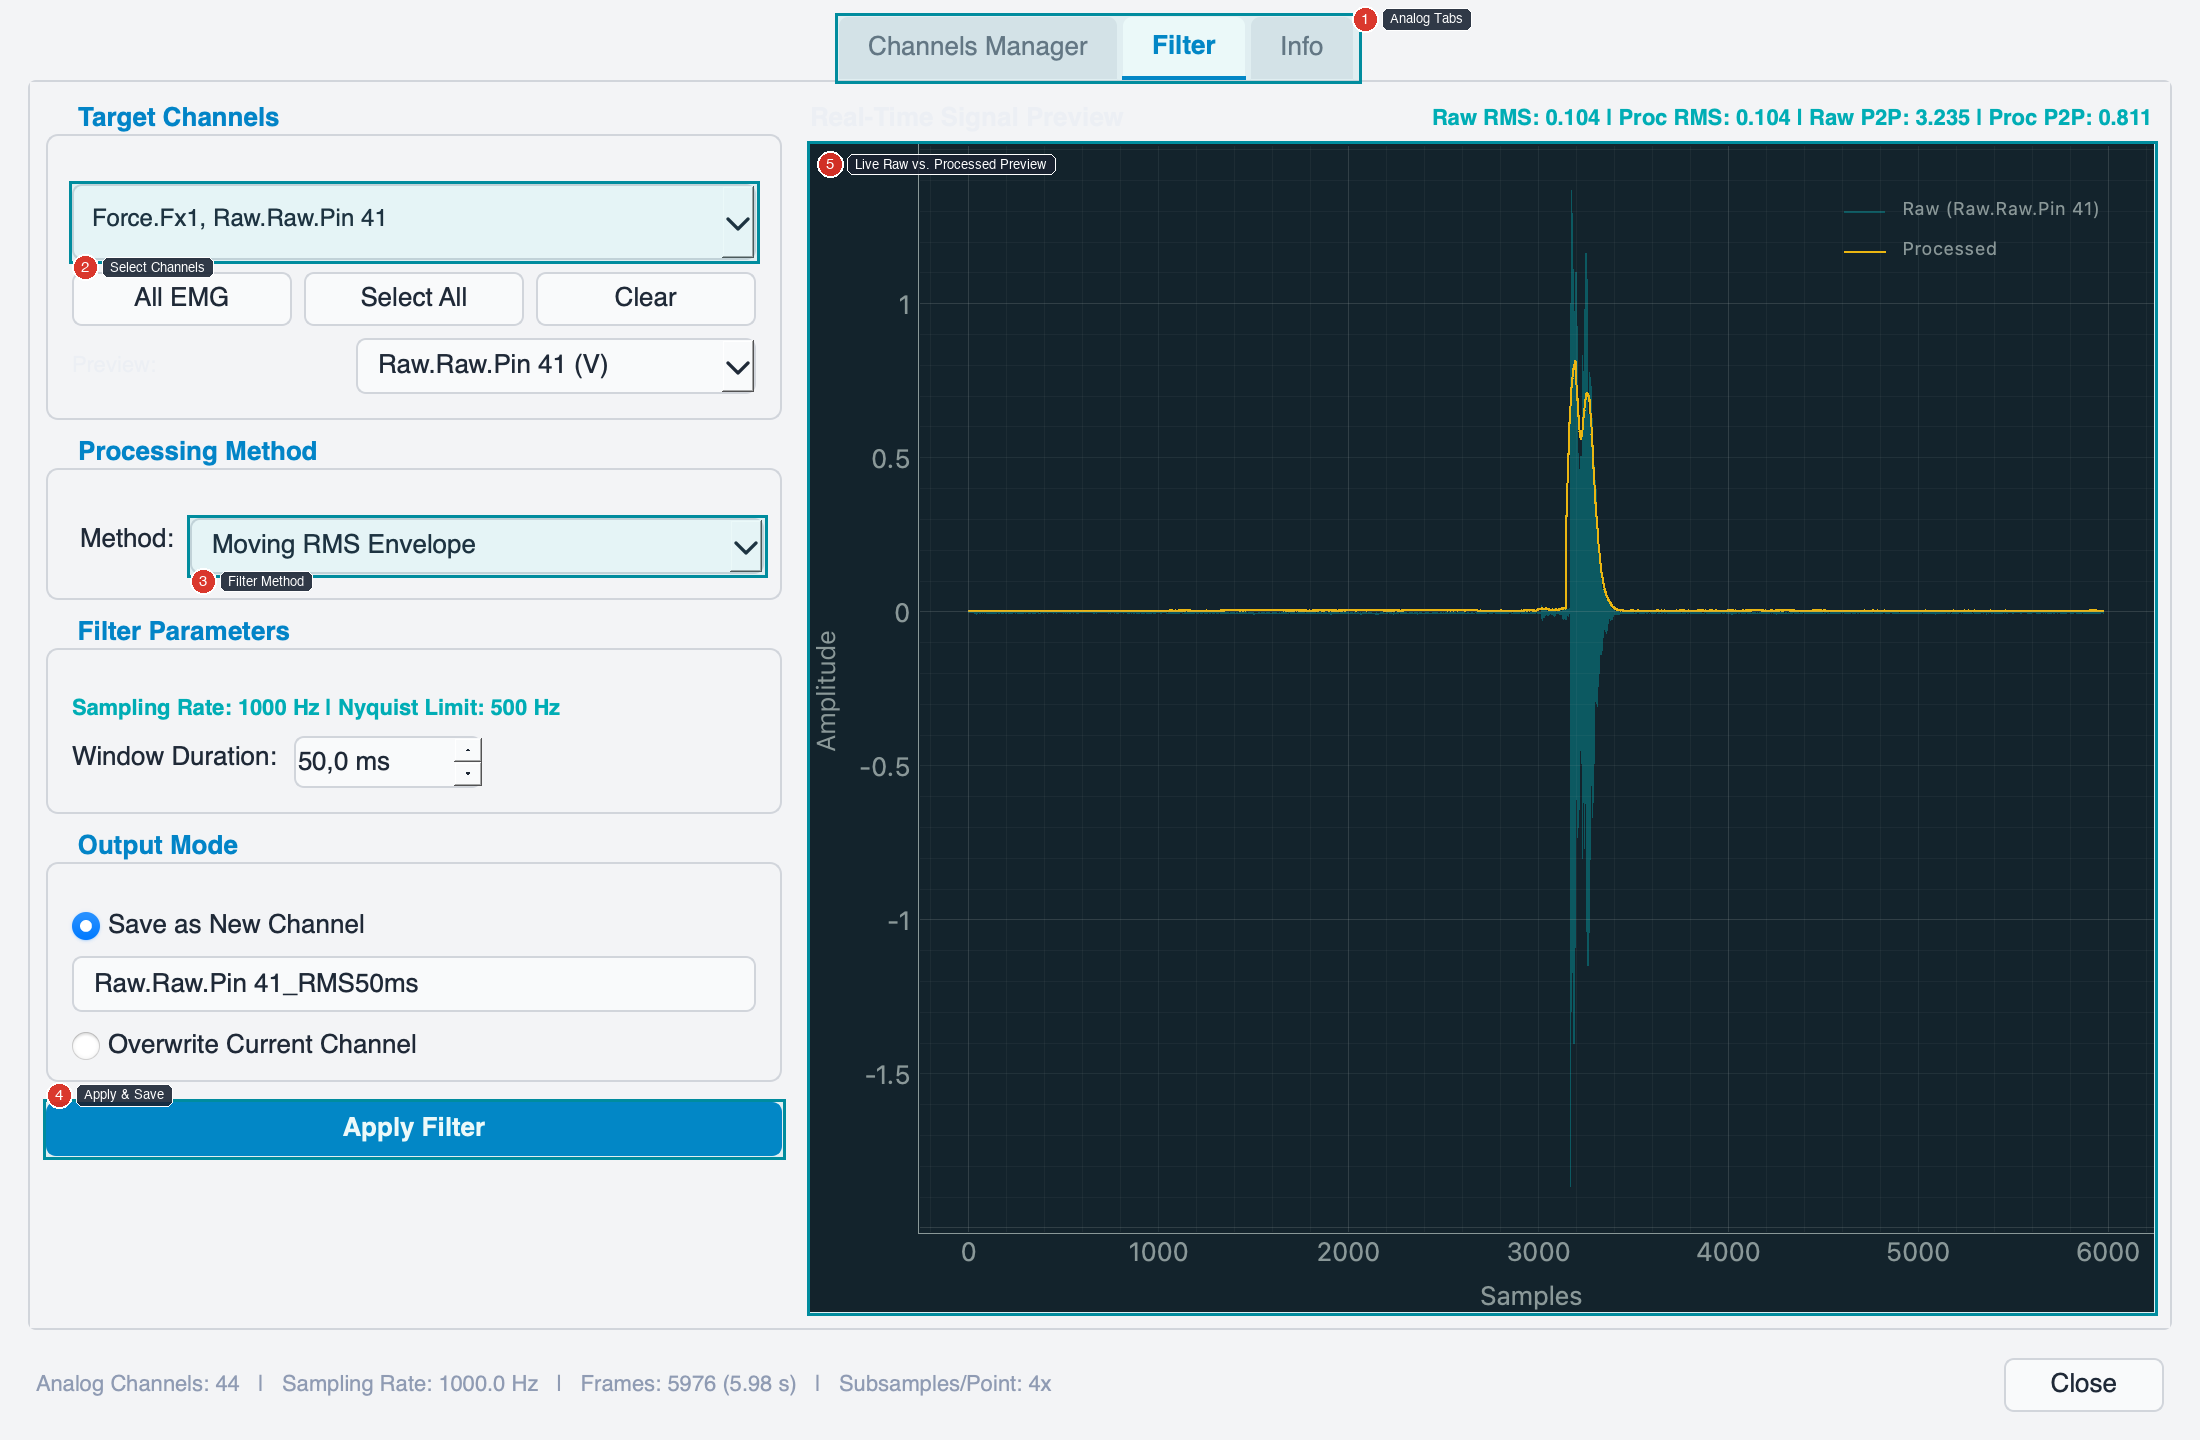 Channels Manager
Filter
Info
1 Analog Tabs
Target Channels
Force.Fx1, Raw.Raw.Pin 41
2 Select Channels
All EMG
Select All
Clear
Preview:
Raw.Raw.Pin 41 (V)
Processing Method
Method:
Moving RMS Envelope
3 Filter Method
Filter Parameters
Sampling Rate: 1000 Hz | Nyquist Limit: 500 Hz
Window Duration:
50,0 ms
Output Mode
Save as New Channel
Raw.Raw.Pin 41_RMS50ms
Overwrite Current Channel
4 Apply & Save
Apply Filter
Real-Time Signal Preview
Raw RMS: 0.104 | Proc RMS: 0.104 | Raw P2P: 3.235 | Proc P2P: 0.811
5 Live Raw vs. Processed Preview
Raw (Raw.Raw.Pin 41)
Processed
1
0.5
0
-0.5
-1
-1.5
Amplitude
0
1000
2000
3000
4000
5000
6000
Samples
Analog Channels: 44 | Sampling Rate: 1000.0 Hz | Frames: 5976 (5.98 s) | Subsamples/Point: 4x
Close